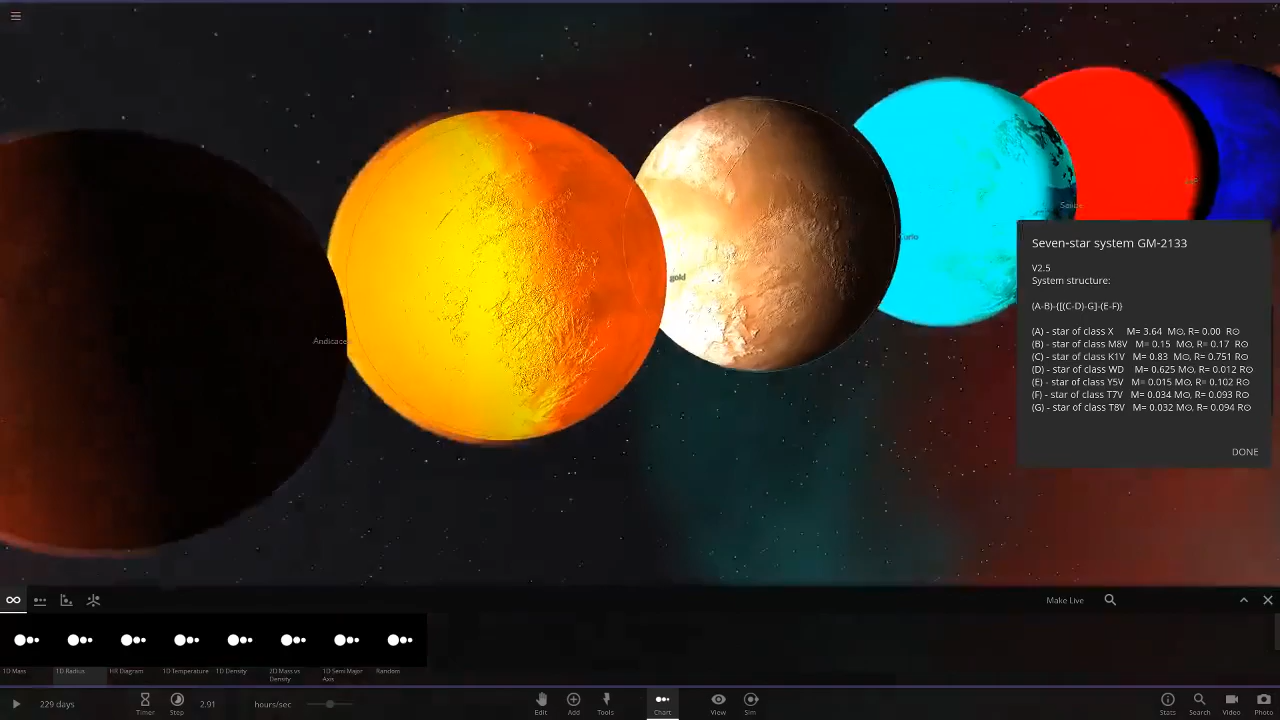 Andicace
gold
Curio
Salize
Seven-star system GM-2133
V2.5
System structure:
(A-B)-{[(C-D)-G]-(E-F)}
(A) - star of class X M= 3.64 M⊙, R= 0.00 R⊙
(B) - star of class M8V M= 0.15 M⊙, R= 0.17 R⊙
(C) - star of class K1V M= 0.83 M⊙, R= 0.751 R⊙
(D) - star of class WD M= 0.625 M⊙, R= 0.012 R⊙
(E) - star of class Y5V M= 0.015 M⊙, R= 0.102 R⊙
(F) - star of class T7V M= 0.034 M⊙, R= 0.093 R⊙
(G) - star of class T8V M= 0.032 M⊙, R= 0.094 R⊙
DONE
Make Live
1D Mass
1D Radius
HR Diagram
1D Temperature
1D Density
2D Mass vs Density
1D Semi Major Axis
Random
229 days
Timer
Step
2.91
hours/sec
Edit
Add
Tools
Chart
View
Sim
Stats
Search
Video
Photo